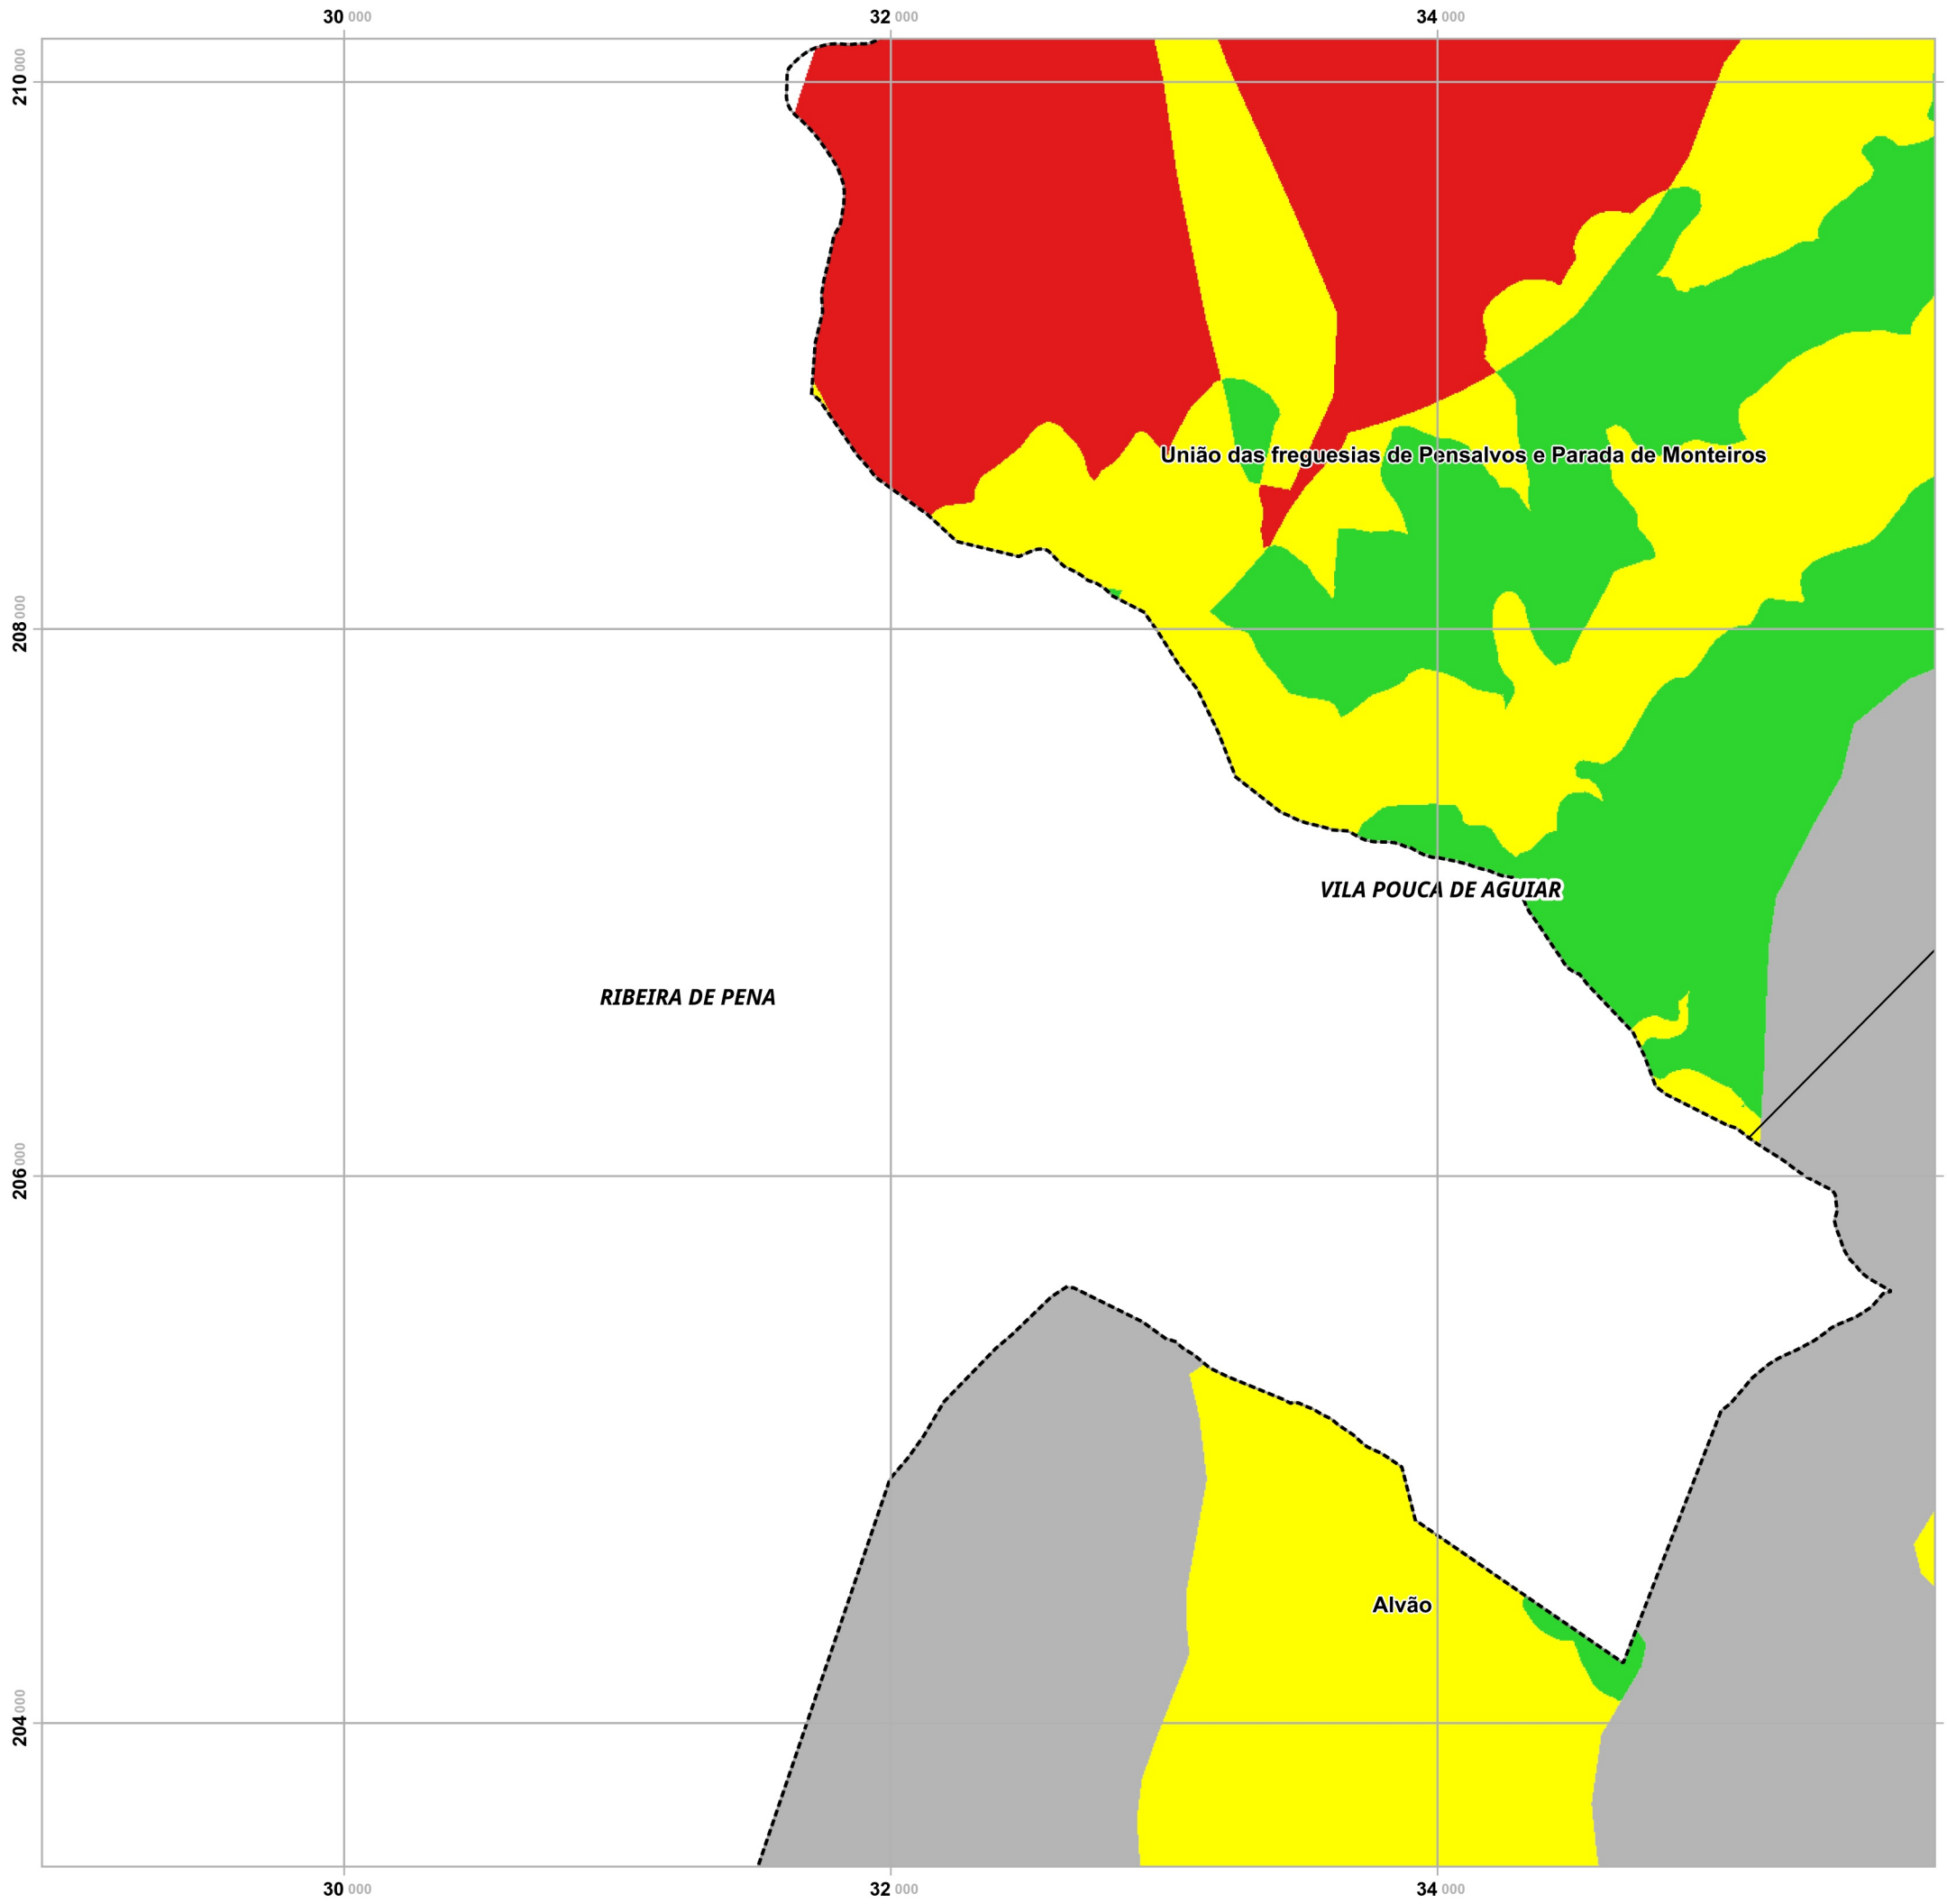 30 000
32 000
34 000
210 000
União das freguesias de Pensalvos e Parada de Monteiros
208 000
VILA POUCA DE AGUIAR
RIBEIRA DE PENA
206 000
Alvão
204 000
30 000
32 000
34 000